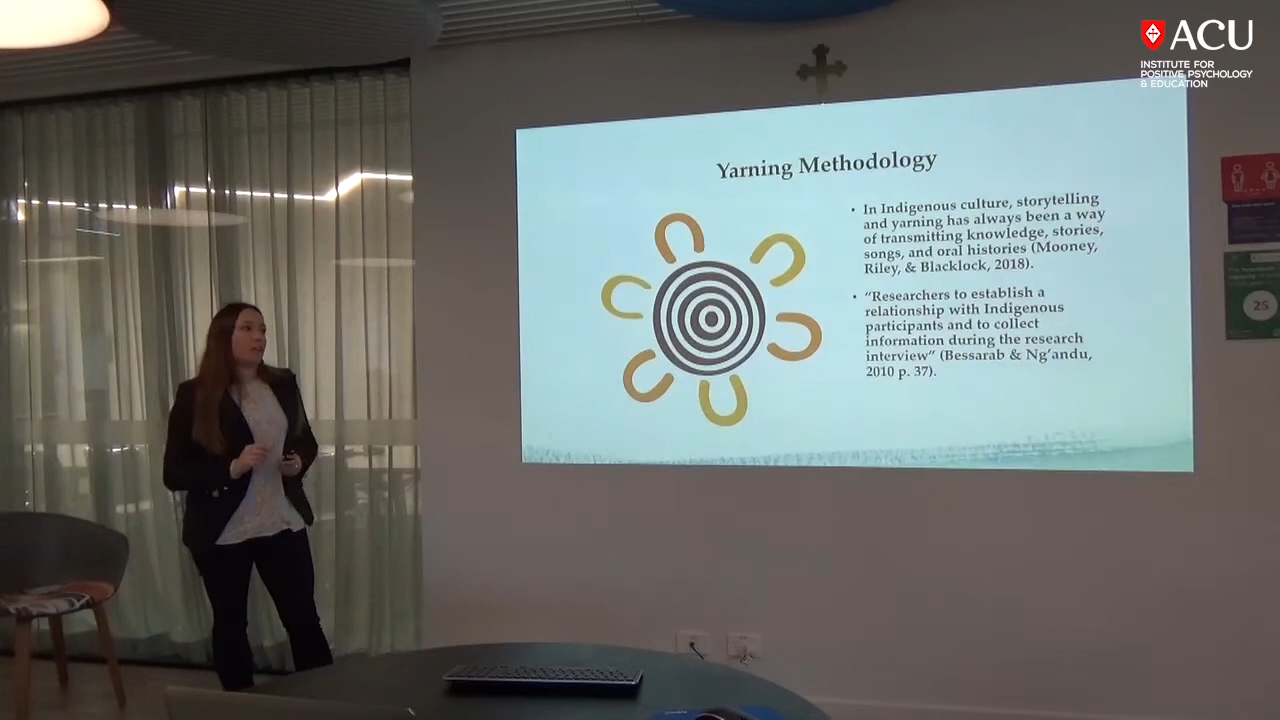 ACU
INSTITUTE FOR
POSITIVE PSYCHOLOGY
& EDUCATION
Yarning Methodology
• In Indigenous culture, storytelling
and yarning has always been a way
of transmitting knowledge, stories,
songs, and oral histories (Mooney,
Riley, & Blacklock, 2018).
• “Researchers to establish a
relationship with Indigenous
participants and to collect
information during the research
interview” (Bessarab & Ng’andu,
2010 p. 37).
25